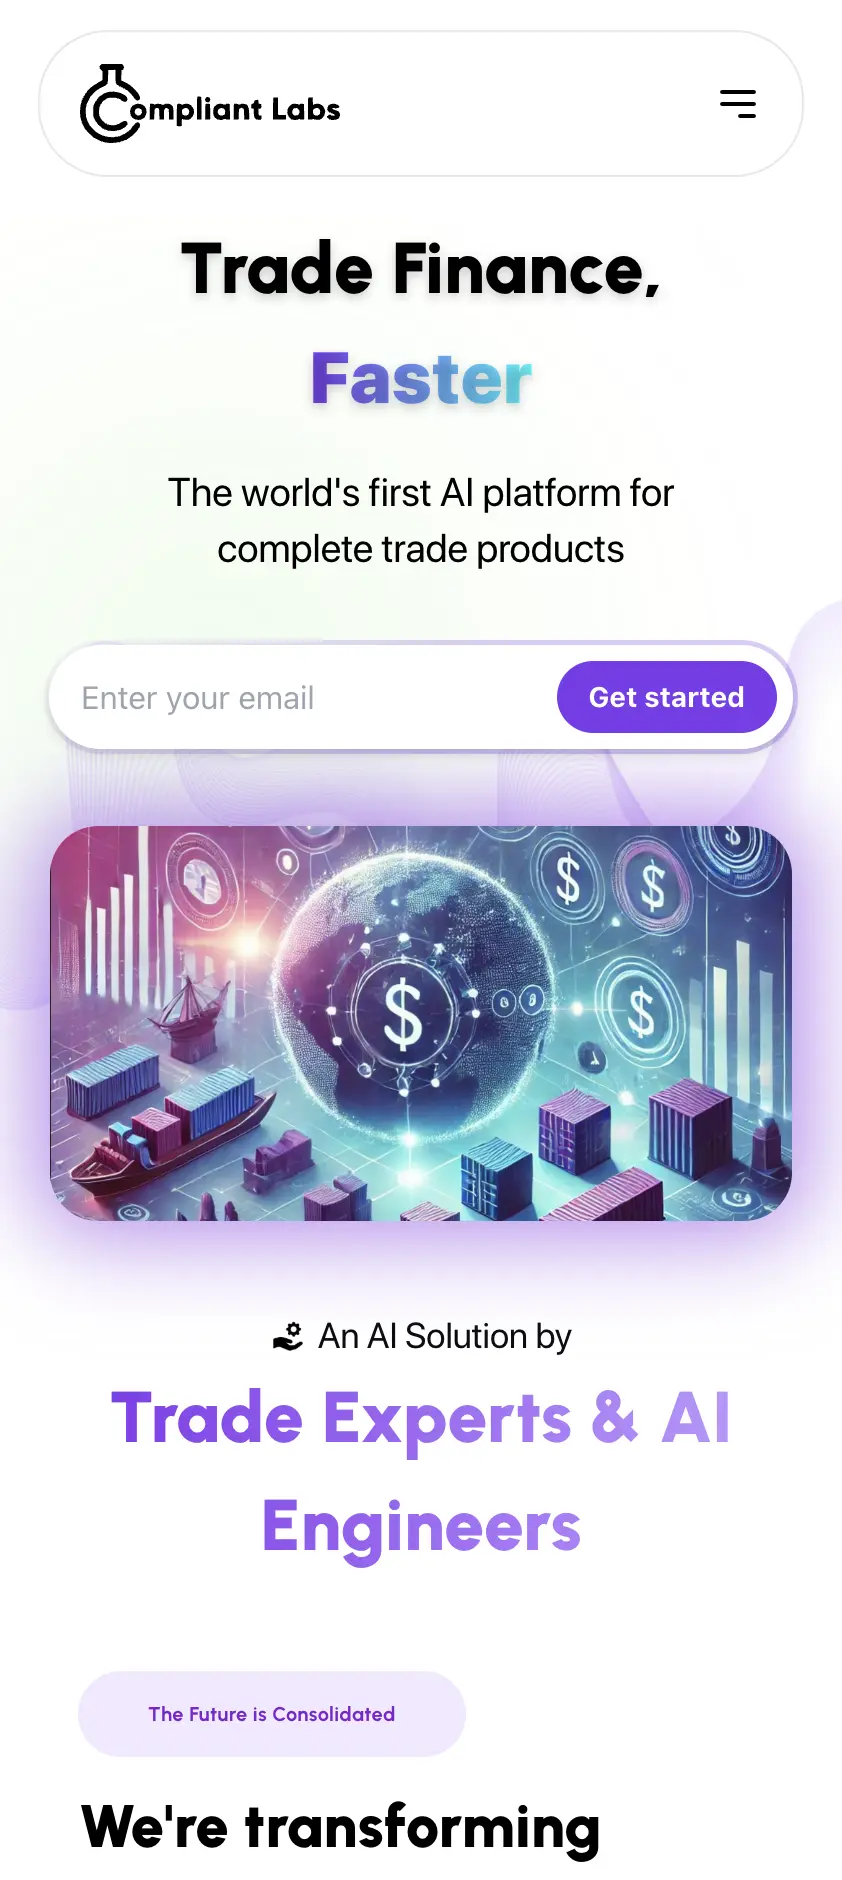 Compliant Labs
Trade Finance,
Faster
The world's first AI platform for
complete trade products
Enter your email
Get started
$
$
$
$
$
An AI Solution by
Trade Experts & AI
Engineers
The Future is Consolidated
We're transforming